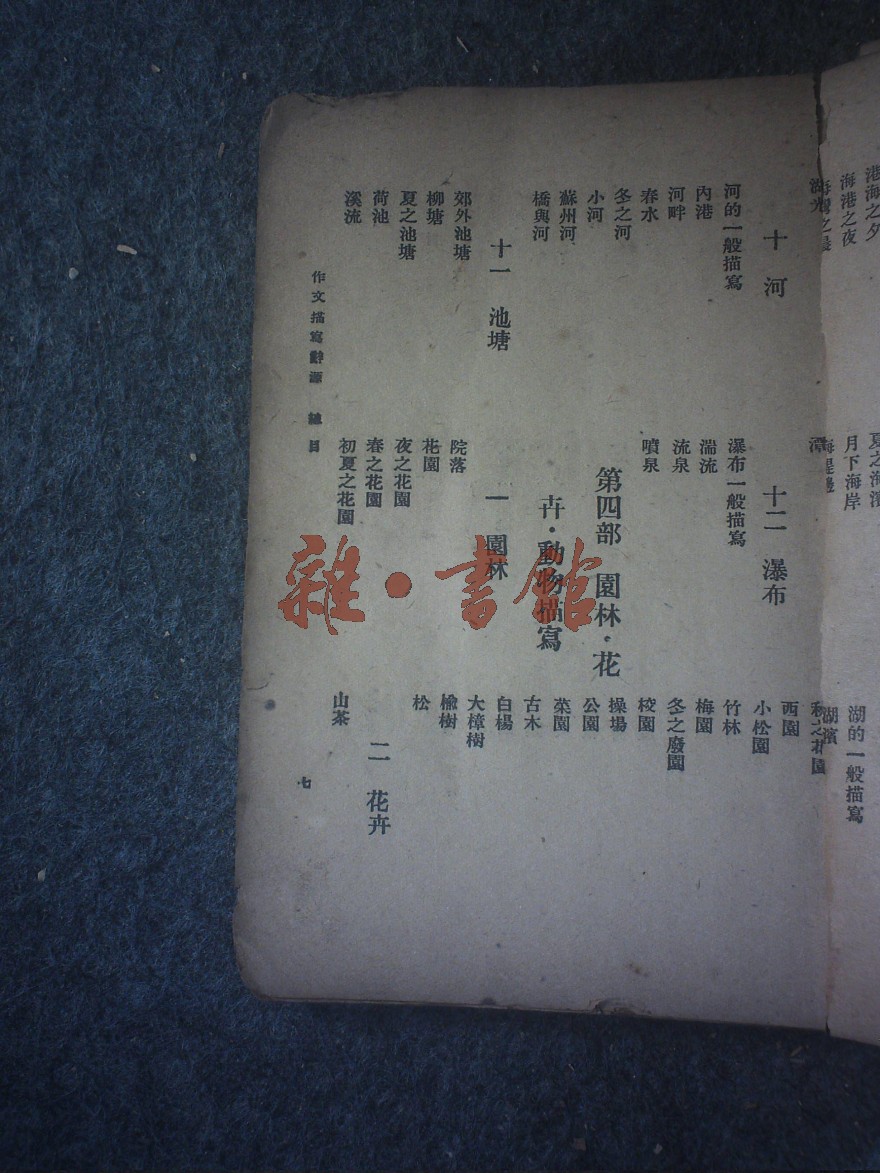 港海之夕
海港之夜
夏之海濱
月下海岸
湖的一般描寫
湖濱
十 河
河的一般描寫
內港
河畔
春水
冬之河
小河
蘇州河
橋與河
十一 池塘
郊外池塘
柳塘
夏之池塘
荷池
溪流
十二 瀑布
瀑布一般描寫
湍流
流泉
噴泉
第四部 園林·花
卉·動物描寫
一 園林
院落
花園
夜之花園
春之花園
初夏之花園
秋之花園
西園
小松園
竹林
梅園
冬之廢園
校園
操場
公園
菜園
古木
白楊
大樟樹
榆樹
松
二 花卉
山茶
作文描寫辭源 總目
七
雜·書館